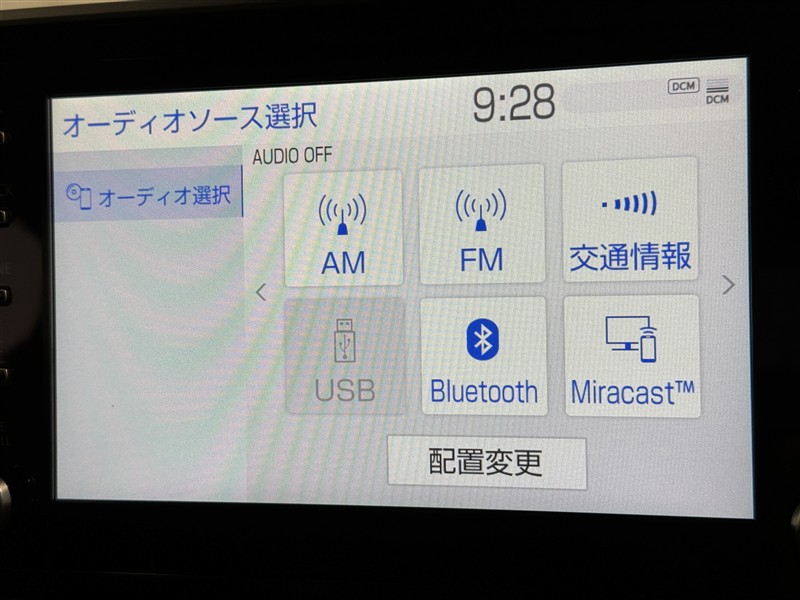 オーディオソース選択
9:28
DCM
DCM
オーディオ選択
AUDIO OFF
AM
FM
交通情報
USB
Bluetooth
Miracast™
配置変更